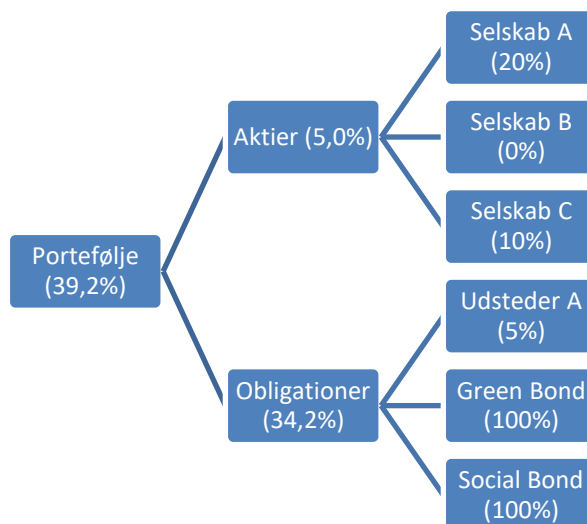 Portefølje
(39,2%)
Aktier (5,0%)
Obligationer
(34,2%)
Selskab A
(20%)
Selskab B
(0%)
Selskab C
(10%)
Udsteder A
(5%)
Green Bond
(100%)
Social Bond
(100%)